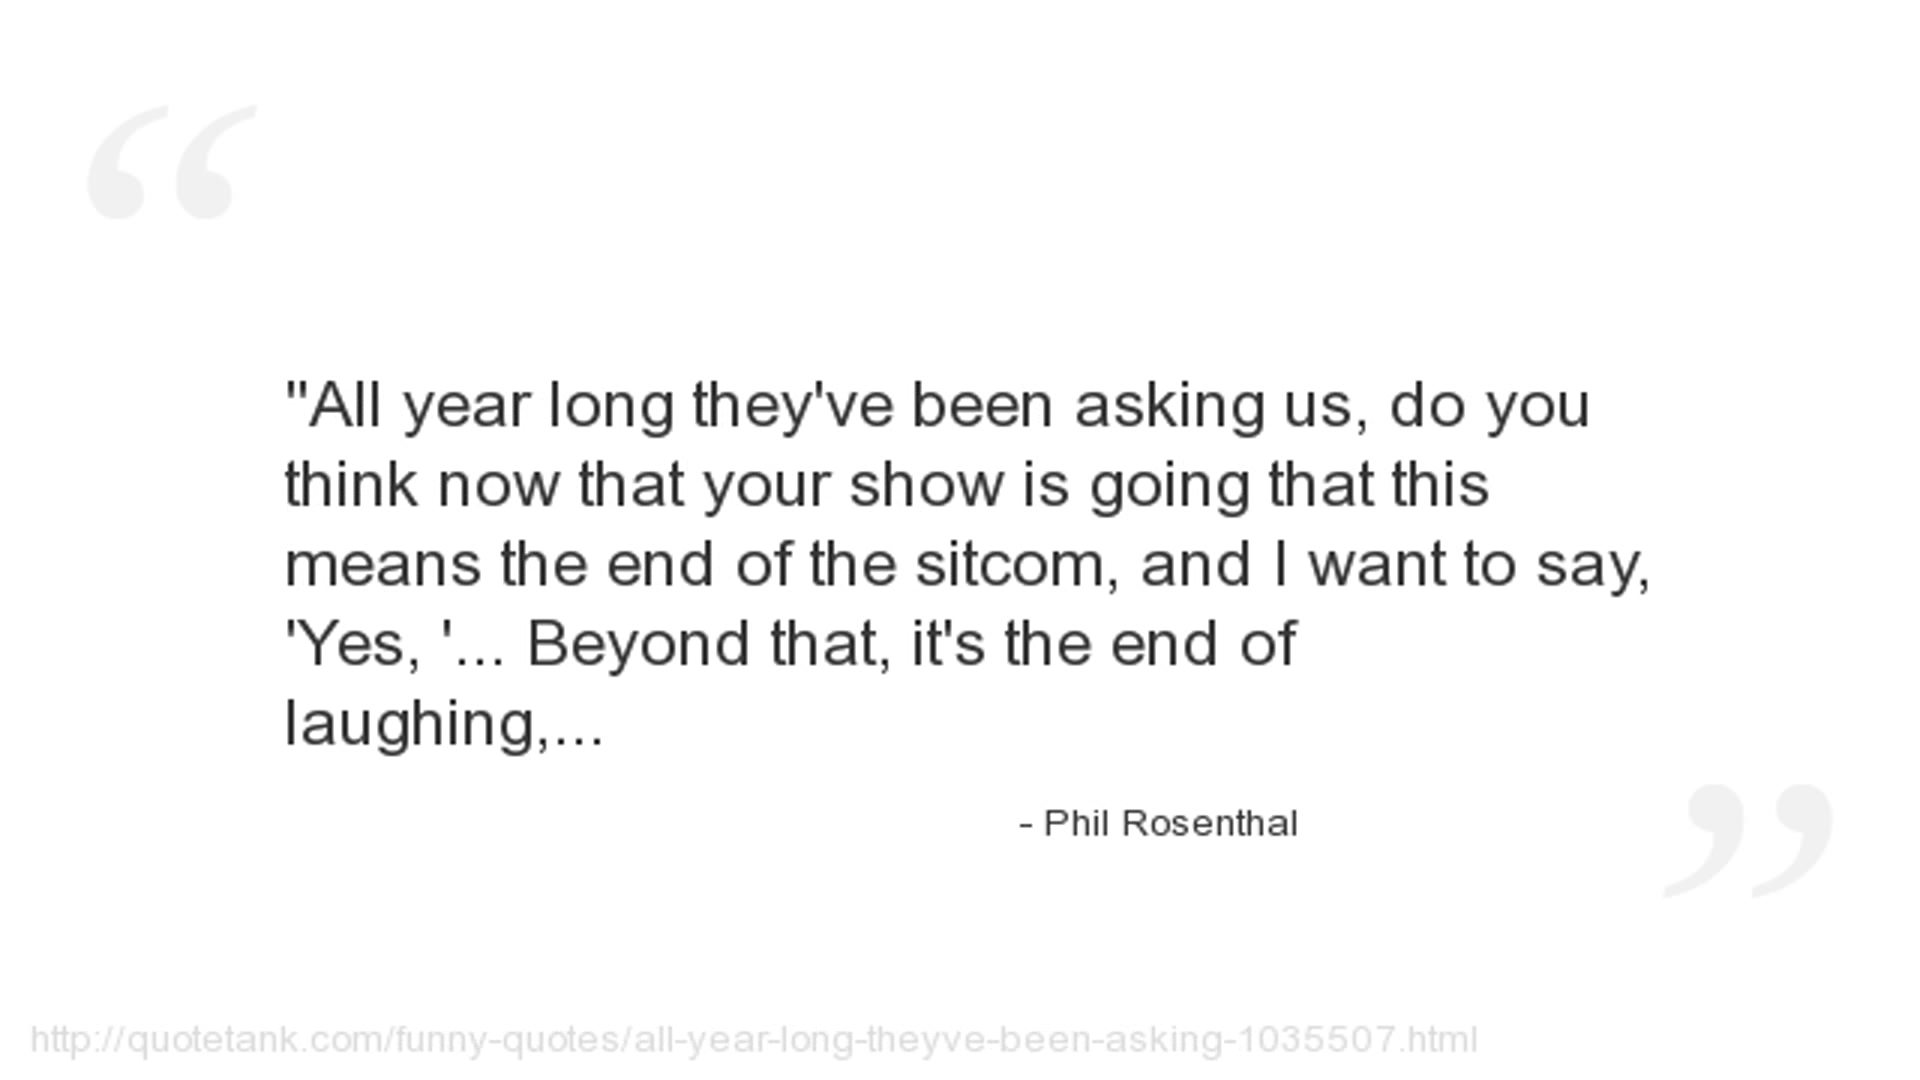 "All year long they've been asking us, do you
think now that your show is going that this
means the end of the sitcom, and I want to say,
'Yes, '... Beyond that, it's the end of
laughing,...
- Phil Rosenthal
http://quotetank.com/funny-quotes/all-year-long-theyve-been-asking-1035507.html